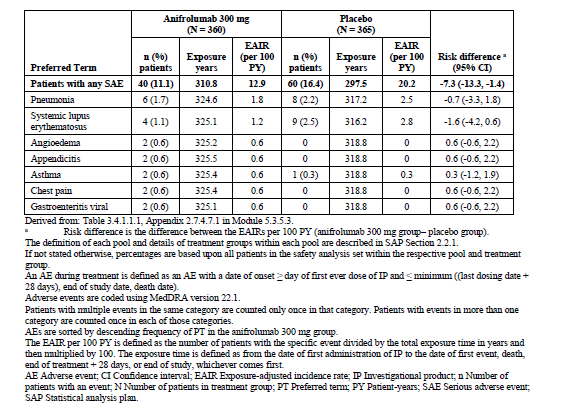 Anifrolumab 300 mg Placebo
(N = 360) (N = 365)
Preferred Term n (%) patients Exposure years EAIR (per 100 PY) n (%) patients Exposure years EAIR (per 100 PY) Risk difference a (95% CI)
Patients with any SAE 40 (11.1) 310.8 12.9 60 (16.4) 297.5 20.2 -7.3 (-13.3, -1.4)
Pneumonia 6 (1.7) 324.6 1.8 8 (2.2) 317.2 2.5 -0.7 (-3.3, 1.8)
Systemic lupus erythematosus 4 (1.1) 325.1 1.2 9 (2.5) 316.2 2.8 -1.6 (-4.2, 0.6)
Angioedema 2 (0.6) 325.2 0.6 0 318.8 0 0.6 (-0.6, 2.2)
Appendicitis 2 (0.6) 325.5 0.6 0 318.8 0 0.6 (-0.6, 2.2)
Asthma 2 (0.6) 325.4 0.6 1 (0.3) 318.8 0.3 0.3 (-1.2, 1.9)
Chest pain 2 (0.6) 325.4 0.6 0 318.8 0 0.6 (-0.6, 2.2)
Gastroenteritis viral 2 (0.6) 325.1 0.6 0 318.8 0 0.6 (-0.6, 2.2)
Derived from: Table 3.4.1.1.1, Appendix 2.7.4.7.1 in Module 5.3.5.3.
a Risk difference is the difference between the EAIRs per 100 PY (anifrolumab 300 mg group– placebo group).
The definition of each pool and details of treatment groups within each pool are described in SAP Section 2.2.1.
If not stated otherwise, percentages are based upon all patients in the safety analysis set within the respective pool and treatment
group.
An AE during treatment is defined as an AE with a date of onset ≥ day of first ever dose of IP and ≤ minimum ((last dosing date +
28 days), end of study date, death date).
Adverse events are coded using MedDRA version 22.1.
Patients with multiple events in the same category are counted only once in that category. Patients with events in more than one
category are counted once in each of those categories.
AEs are sorted by descending frequency of PT in the anifrolumab 300 mg group.
The EAIR per 100 PY is defined as the number of patients with the specific event divided by the total exposure time in years and
then multiplied by 100. The exposure time is defined as from the date of first administration of IP to the date of first event, death,
end of treatment + 28 days, or end of study, whichever comes first.
AE Adverse event; CI Confidence interval; EAIR Exposure-adjusted incidence rate; IP Investigational product; n Number of
patients with an event; N Number of patients in treatment group; PT Preferred term; PY Patient-years; SAE Serious adverse event;
SAP Statistical analysis plan.